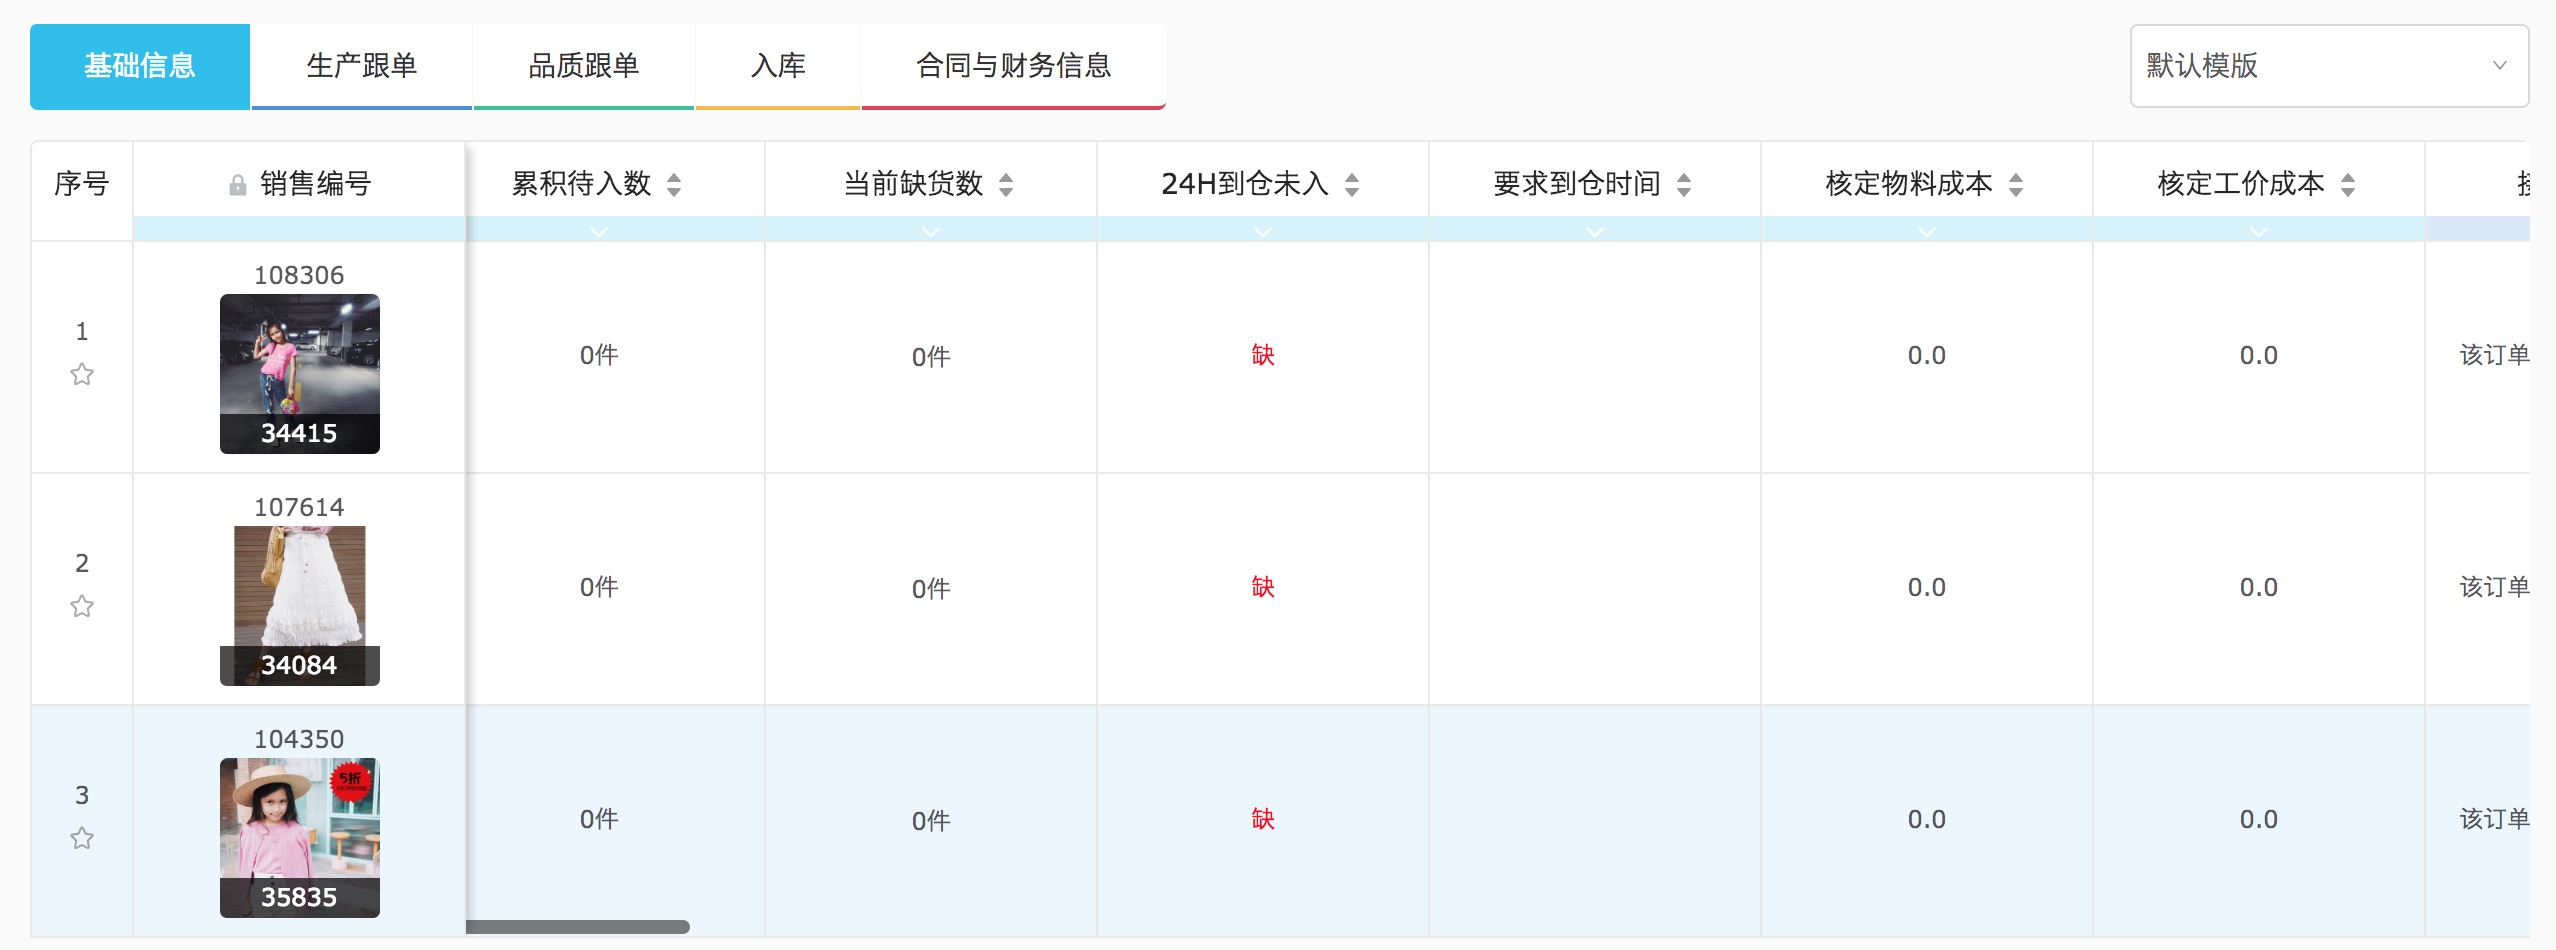 基础信息 生产跟单 品质跟单 入库 合同与财务信息 默认模版
序号 销售编号 累积待入数 当前缺货数 24H到仓未入 要求到仓时间 核定物料成本 核定工价成本
108306
1 0件 0件 缺 0.0 0.0 该订单
34415
107614
2 0件 0件 缺 0.0 0.0 该订单
34084
104350
5折
3 0件 0件 缺 0.0 0.0 该订单
35835